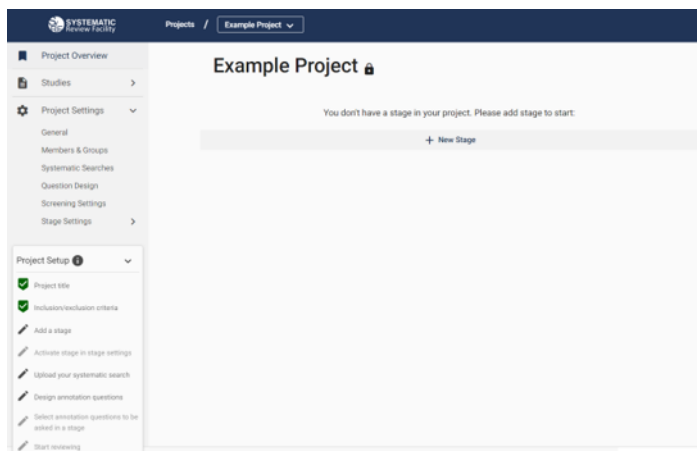 SYSTEMATIC
Review Facility
Projects / Example Project
Project Overview
Studies
Project Settings
General
Members & Groups
Systematic Searches
Question Design
Screening Settings
Stage Settings
Example Project
You don't have a stage in your project. Please add stage to start:
+ New Stage
Project Setup
Project title
Inclusion/exclusion criteria
Add a stage
Activate stage in stage settings
Upload your systematic search
Design annotation questions
Select annotation questions to be
asked in a stage
Start reviewing